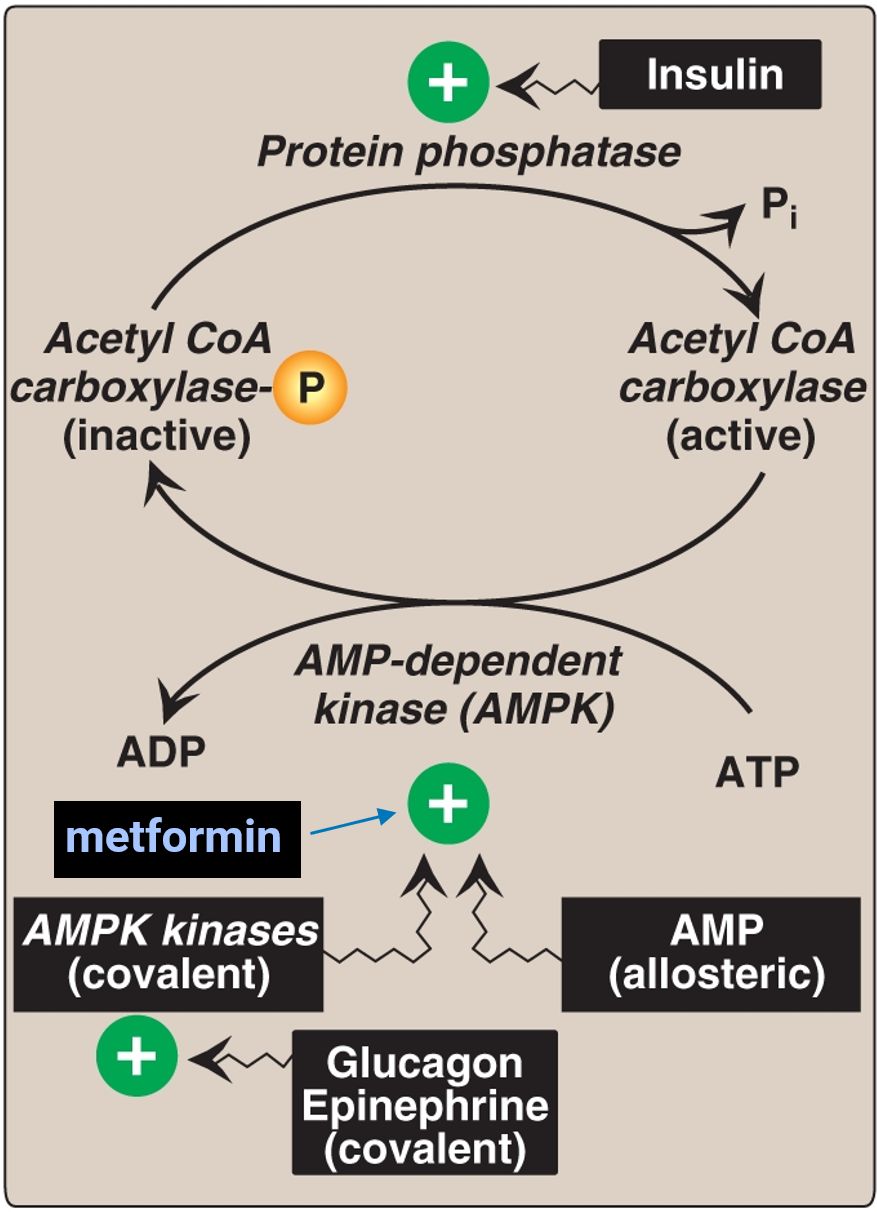 +
Insulin
Protein phosphatase
Pi
Acetyl CoA
carboxylase-P
(inactive)
Acetyl CoA
carboxylase
(active)
AMP-dependent
kinase (AMPK)
ADP
ATP
+
metformin
AMPK kinases
(covalent)
AMP
(allosteric)
+
Glucagon
Epinephrine
(covalent)